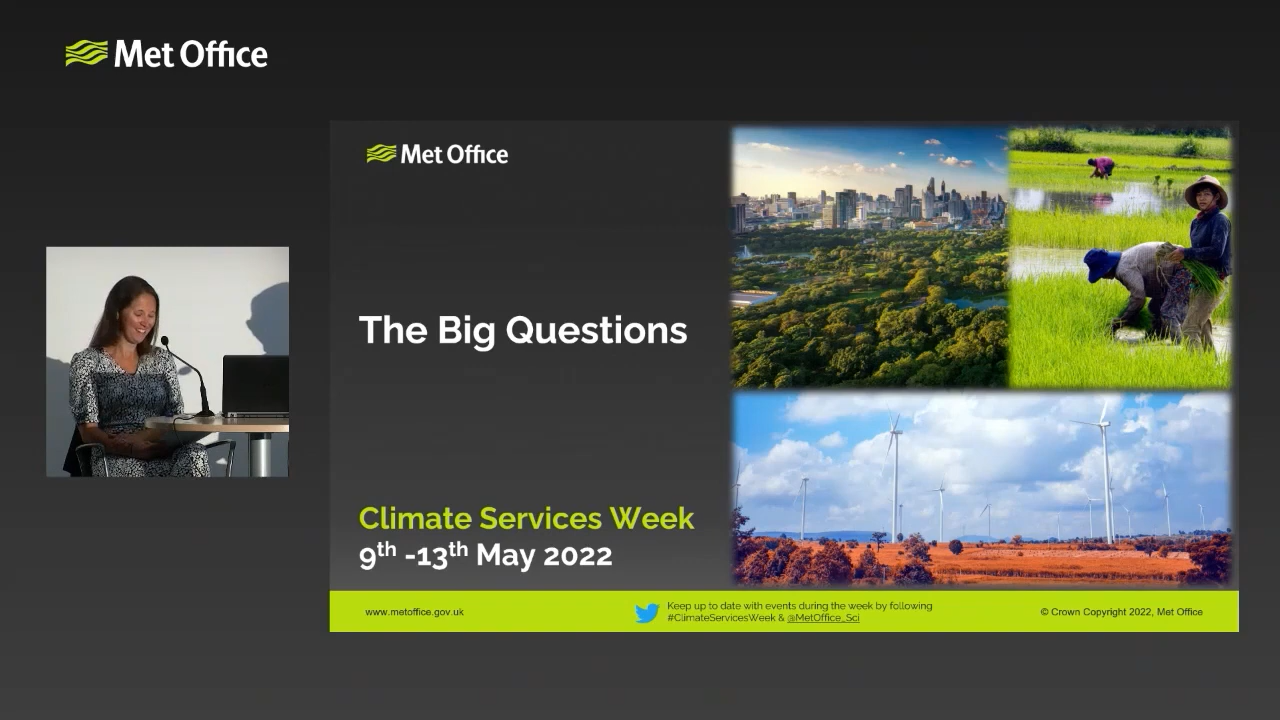 Met Office
Met Office
The Big Questions
Climate Services Week
9th -13th May 2022
www.metoffice.gov.uk
Keep up to date with events during the week by following
#ClimateServicesWeek & @MetOffice_Sci
© Crown Copyright 2022, Met Office